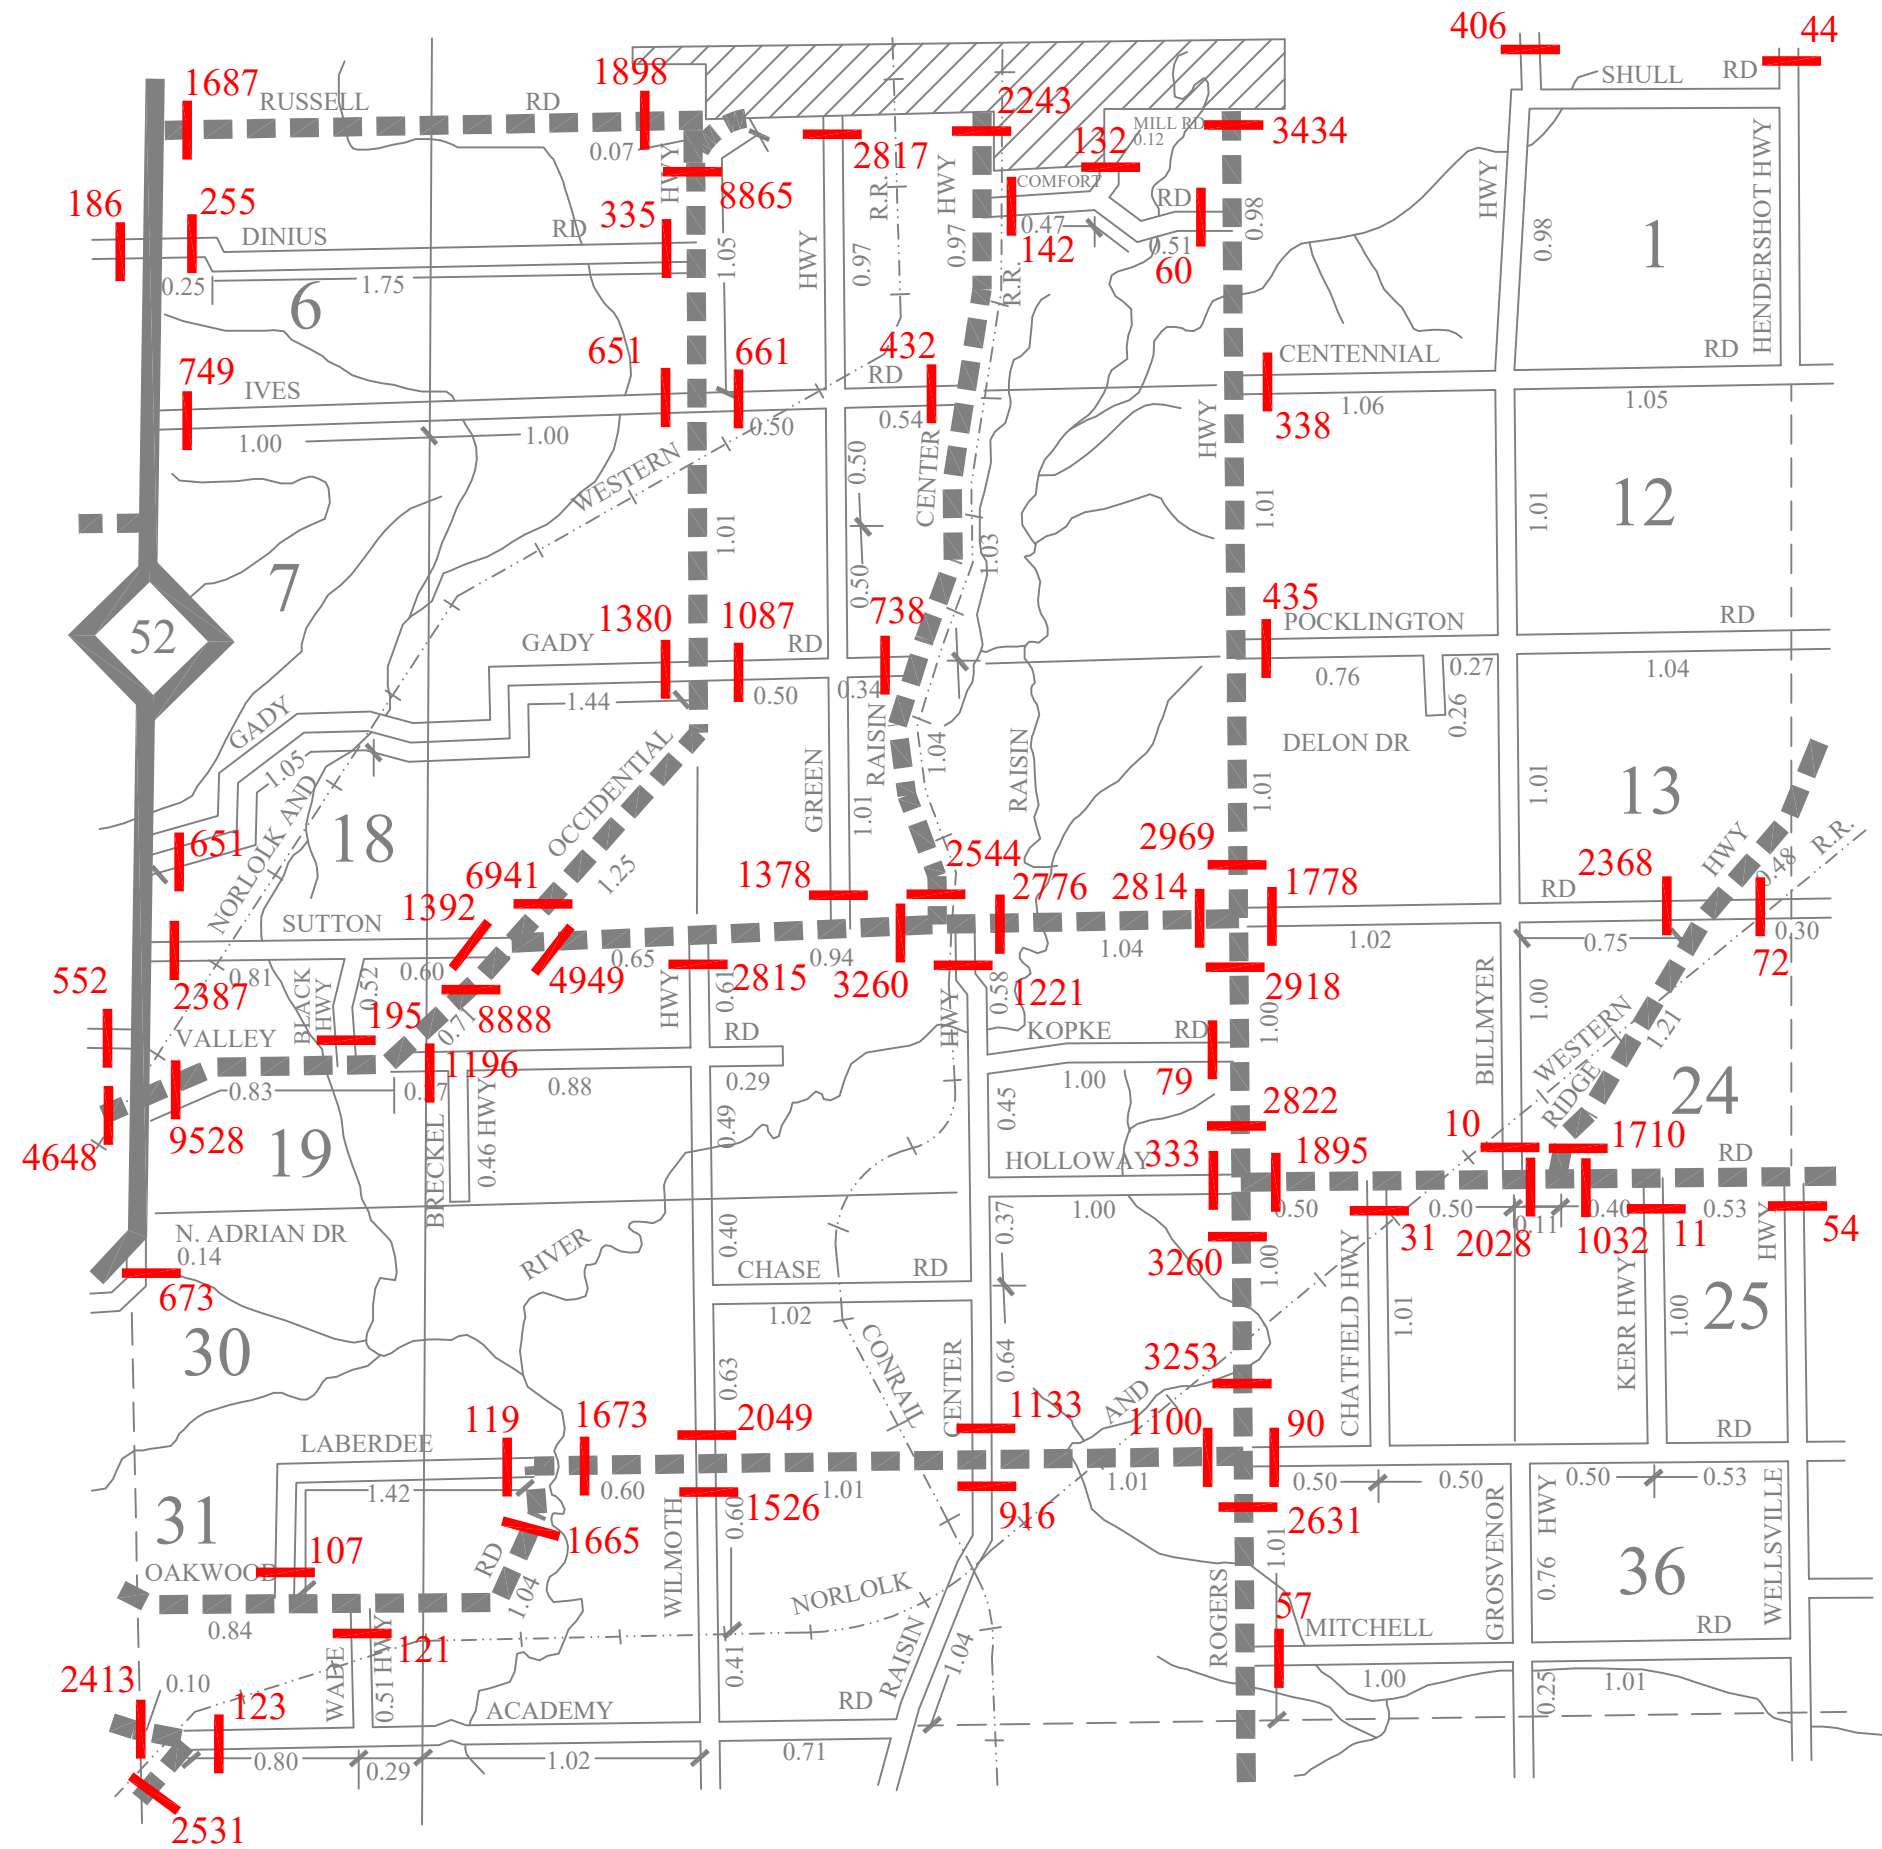 406
44
1687
1898
SHULL
RD
RUSSELL
RD
2243
MILL RD
0.12
132
3434
0.07
HWY
2817
8865
COMFORT
RD
HWY
HENDERSHOT HWY
186
255
335
R.R.
HWY
0.47
142
0.51
60
0.98
0.98
1
DINIUS
RD
1.05
HWY
0.97
0.97
R.R.
0.25
1.75
6
651
661
432
CENTENNIAL
RD
749
IVES
RD
1.06
1.05
338
1.00
1.00
0.50
0.54
HWY
WESTERN
0.50
CENTER
12
1.01
1.01
1.01
1.03
7
0.50
52
1380
1087
738
435
GADY
RD
POCKLINGTON
RD
1.44
0.50
0.34
0.76
0.27
1.04
0.26
GADY
RAISIN
1.04
RAISIN
DELON DR
1.05
OCCIDENTIAL
GREEN
1.01
1.01
1.01
13
NORLOLK AND
18
651
1.25
HWY
0.48
R.R.
6941
1378
2544
2776
2969
2814
1778
2368
1392
RD
SUTTON
0.81
0.60
0.65
0.94
1.04
1.02
0.75
0.30
72
552
2387
BLACK
HWY
0.52
4949
HWY
0.61
2815
3260
0.58
1221
2918
BILLMYER
1.00
1.00
VALLEY
195
8888
0.71
RD
HWY
KOPKE
RD
WESTERN
1.21
1196
0.83
0.17
0.88
0.29
1.00
79
2822
RIDGE
24
4648
9528
19
BRECKEL
0.46 HWY
0.49
0.45
HOLLOWAY
333
1895
10
1710
RD
1.00
0.50
0.50
0.11
0.40
0.53
31
2028
1032
11
54
N. ADRIAN DR
0.14
673
RIVER
0.40
0.37
3260
1.00
HWY
CHASE
RD
1.02
CHATFIELD HWY
1.01
KERR HWY
1.00
25
30
CONRAIL
0.63
CENTER
0.64
3253
119
1673
2049
1133
AND
1100
90
LABERDEE
RD
1.42
0.60
1.01
1.01
0.50
0.50
0.50
0.53
31
1526
0.60
916
2631
1.01
GROSVENOR
HWY
0.76
WELLSVILLE
36
107
1665
OAKWOOD
RD
1.04
WILMOTH
NORLOLK
0.84
WADE
0.51 HWY
121
0.41
RAISIN
1.04
ROGERS
57
MITCHELL
RD
2413
0.10
123
ACADEMY
RD
1.00
0.25
1.01
0.80
0.29
1.02
0.71
2531